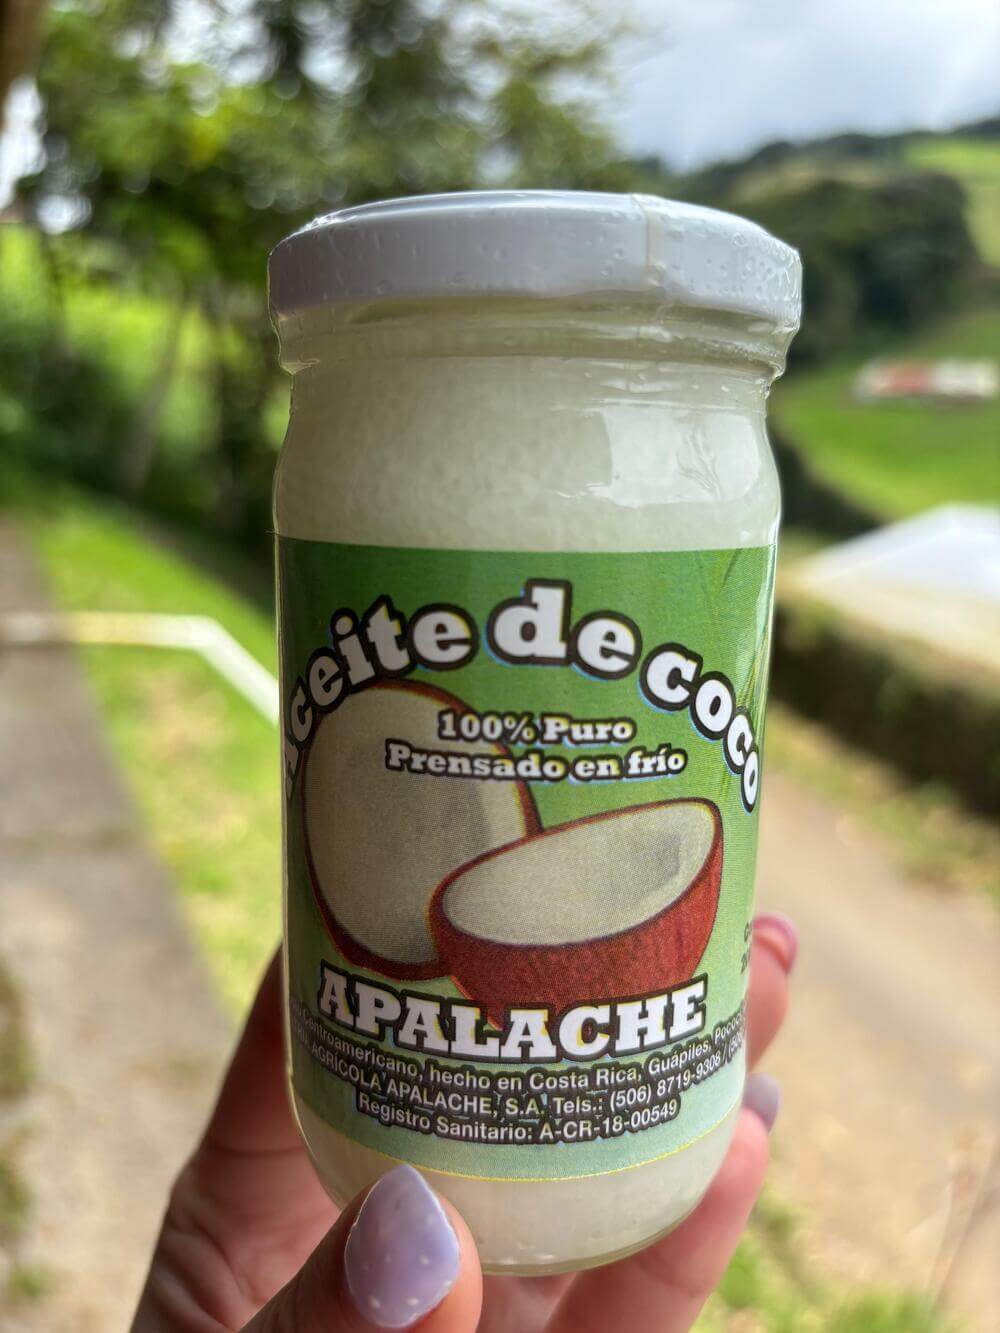 Aceite de coco
100% Puro
Prensado en frío
APALACHE
Centroamericano, hecho en Costa Rica, Guápiles,
AGRÍCOLA APALACHE, S.A. Tels.: (506) 8719-9308 /
Registro Sanitario: A-CR-18-00549